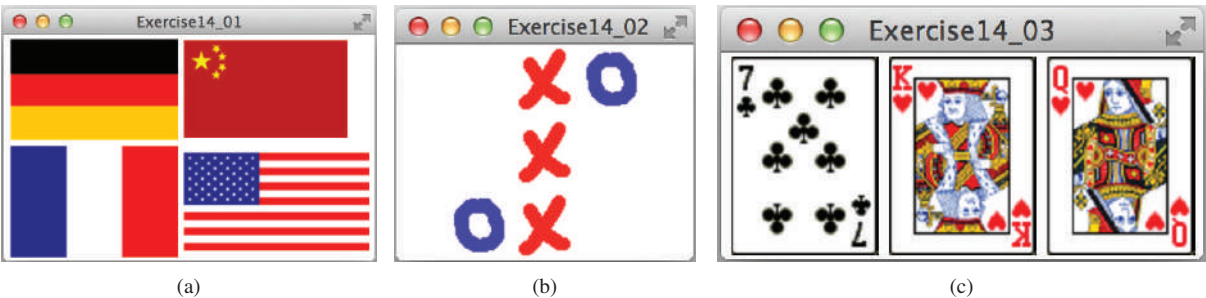 Exercise14_01
Exercise14_02
X O
X
O X
Exercise14_03
7 K Q
7 K Q
(a) (b) (c)